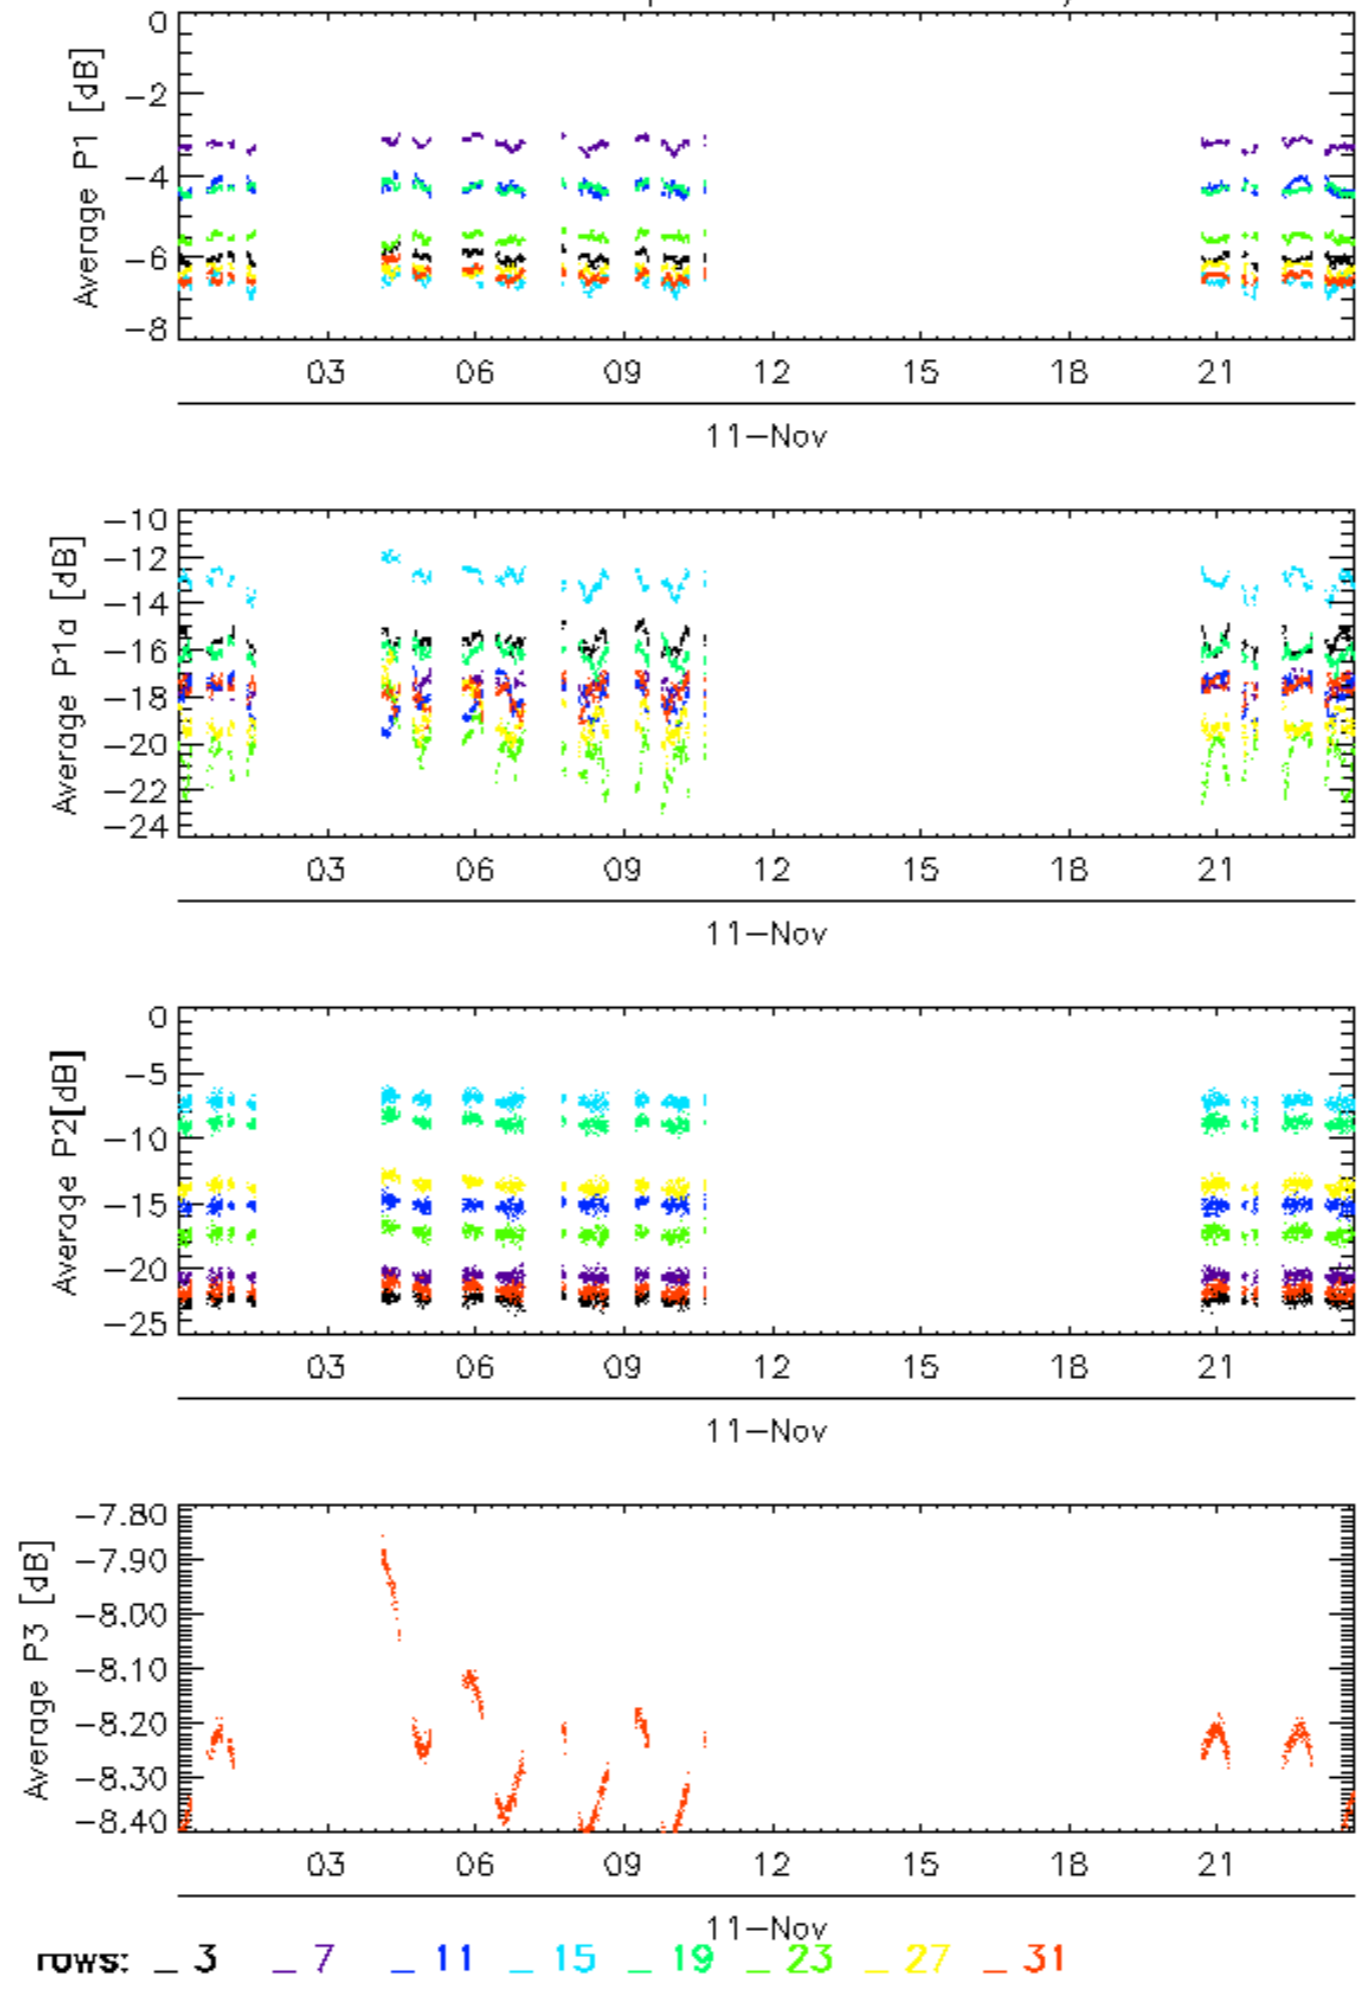 0
-2
-4
-6
-8
Average P1 [dB]
03 06 09 12 15 18 21
11-Nov
-10
-12
-14
-16
-18
-20
-22
-24
Average P1a [dB]
03 06 09 12 15 18 21
11-Nov
0
-5
-10
-15
-20
-25
Average P2[dB]
03 06 09 12 15 18 21
11-Nov
-7.80
-7.90
-8.00
-8.10
-8.20
-8.30
-8.40
Average P3 [dB]
03 06 09 12 15 18 21
11-Nov
rows: _ 3 _ 7 _ 11 _ 15 _ 19 _ 23 _ 27 _ 31